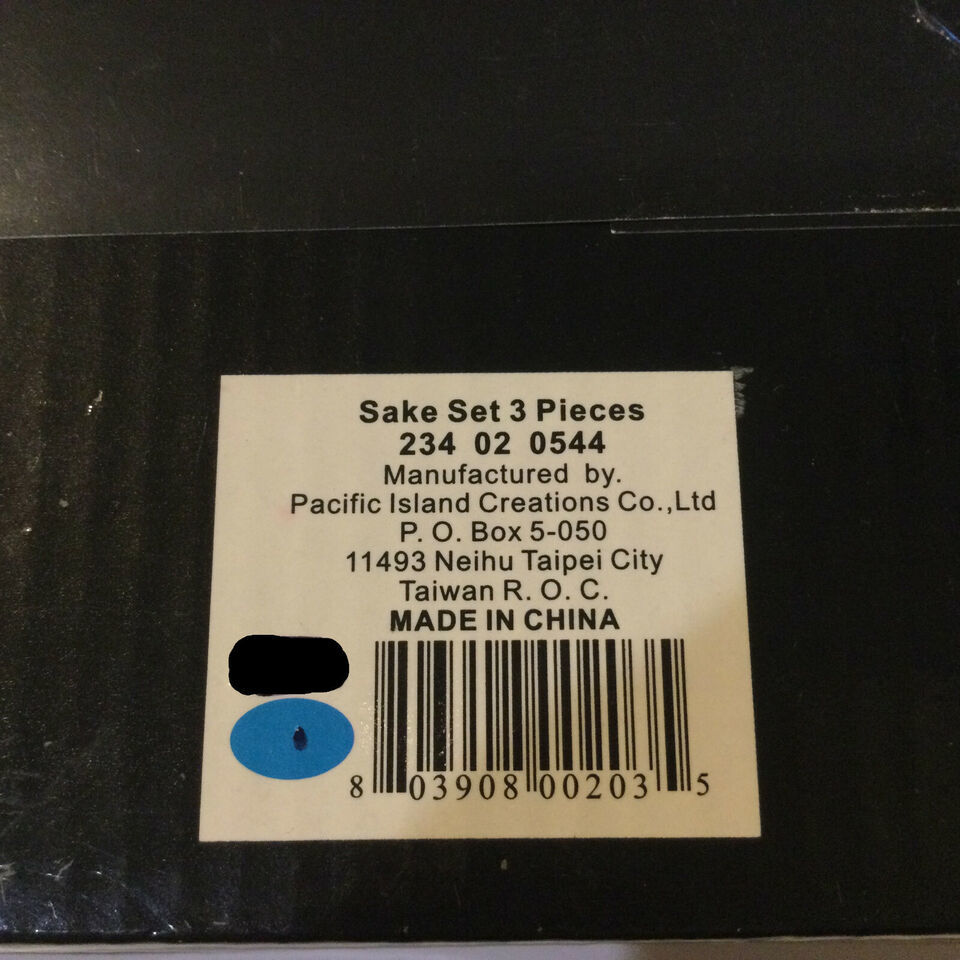 Sake Set 3 Pieces
234 02 0544
Manufactured by.
Pacific Island Creations Co.,Ltd
P. O. Box 5-050
11493 Neihu Taipei City
Taiwan R. O. C.
MADE IN CHINA
8 03908 00203 5